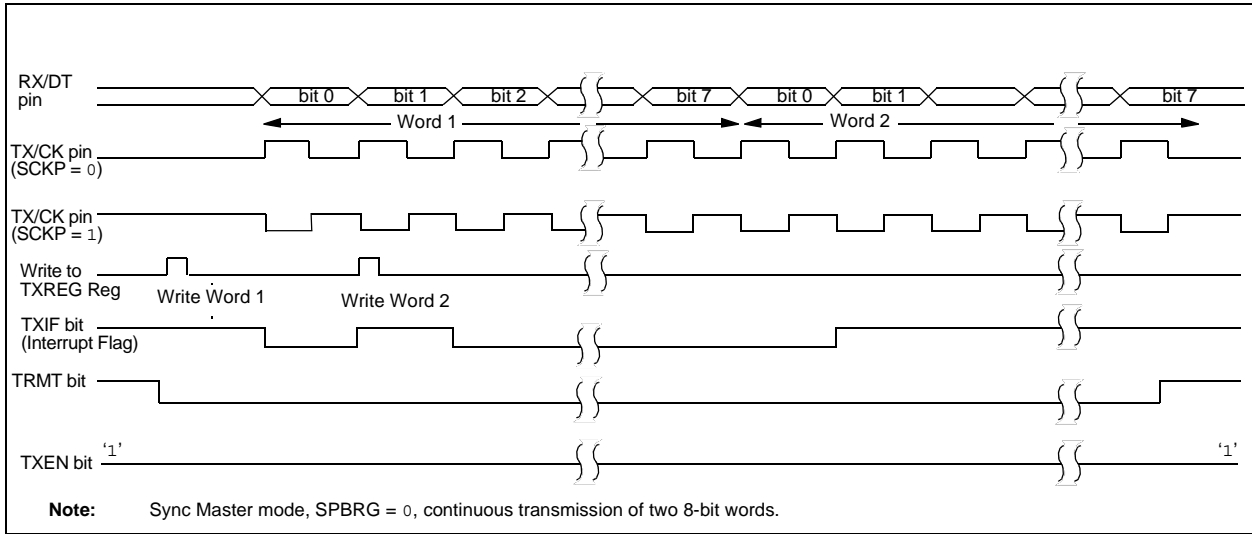 RX/DT
pin
bit 0 bit 1 bit 2 bit 7 bit 0 bit 1 bit 7
Word 1 Word 2
TX/CK pin
(SCKP = 0)
TX/CK pin
(SCKP = 1)
Write to
TXREG Reg
Write Word 1 Write Word 2
TXIF bit
(Interrupt Flag)
TRMT bit
TXEN bit ‘1’ ‘1’
Note: Sync Master mode, SPBRG = 0, continuous transmission of two 8-bit words.